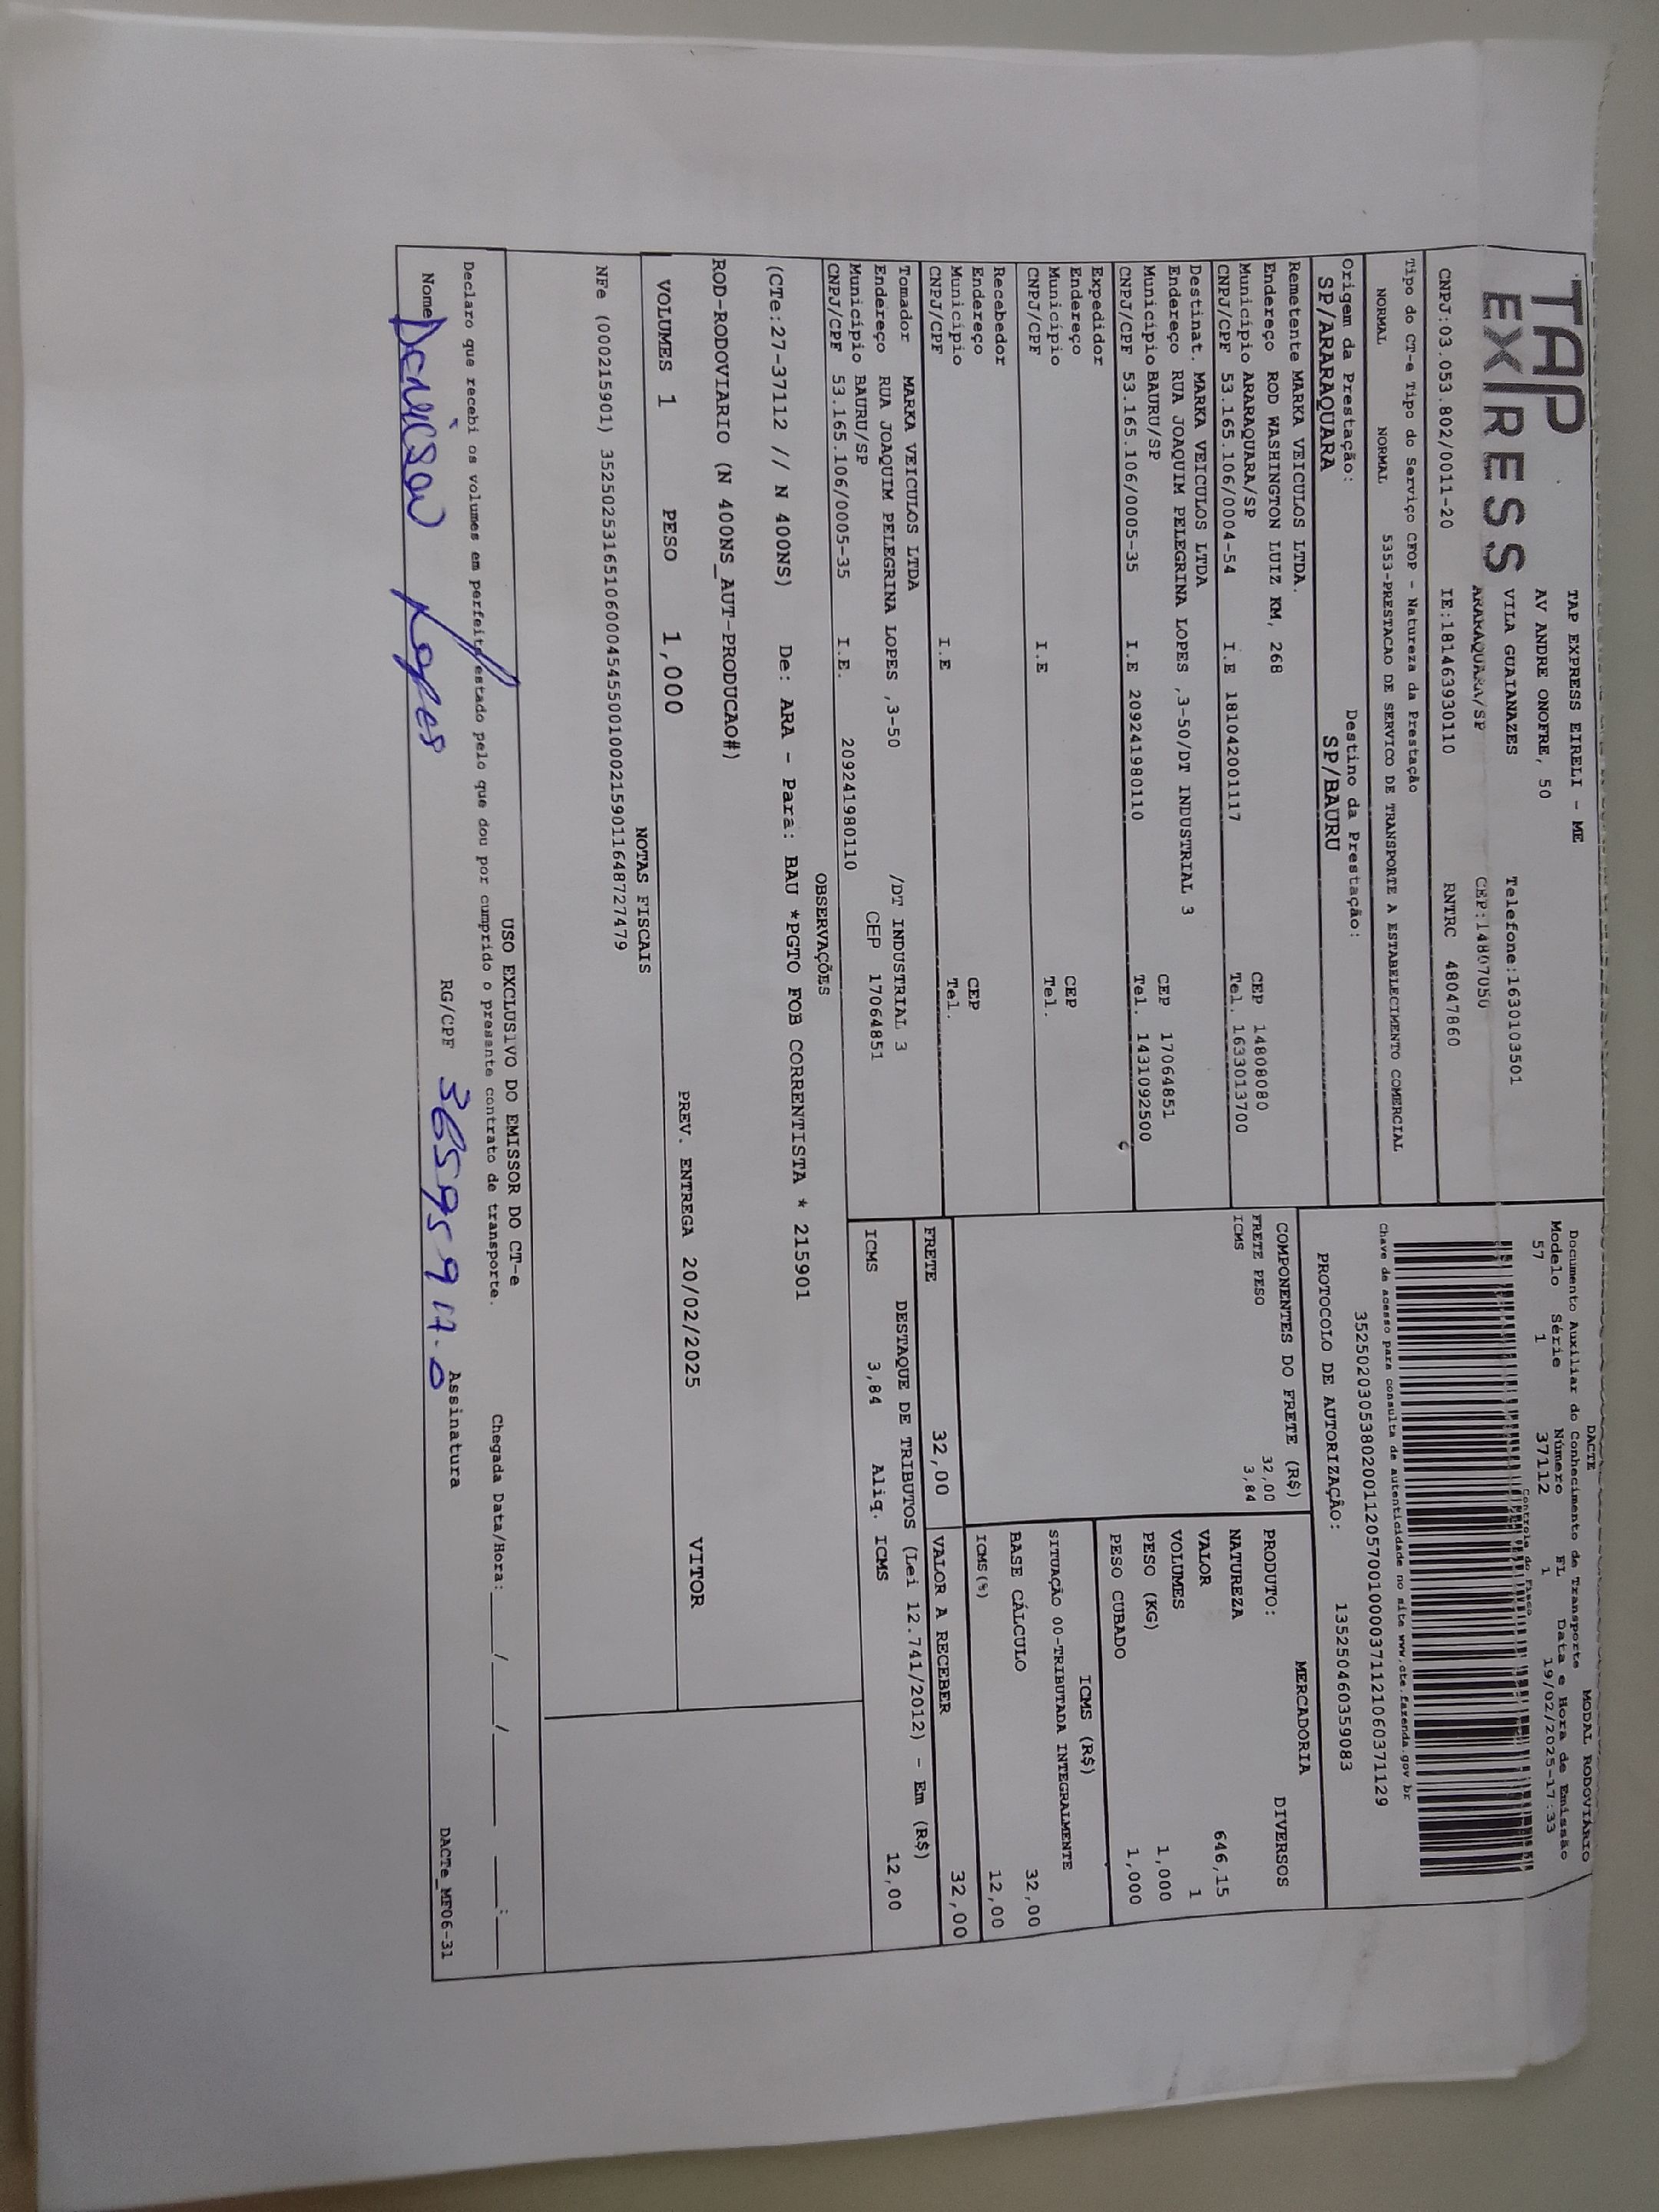 TAP
EXPRESS
TAP EXPRESS EIRELI - ME
AV ANDRE ONOFRE, 50
VILA GUAIANAZES Telefone:1630103501
ARARAQUARA/SP CEP:14807050
CNPJ:03.053.802/0011-20 IE:181463930110 RNTRC 48047860
DACTE MODAL RODOVIÁRIO
Documento Auxiliar do Conhecimento de Transporte
Modelo Série Número FL Data e Hora de Emissão
57 1 37112 1 19/02/2025-17:33
Controle do Fisco
Chave de acesso para consulta de autenticidade no site www.cte.fazenda.gov.br
35250203053802001120570010000371121060371129
PROTOCOLO DE AUTORIZAÇÃO: 135250460359083
Tipo do CT-e Tipo do Serviço CFOP - Natureza da Prestação
NORMAL NORMAL 5353-PRESTACAO DE SERVICO DE TRANSPORTE A ESTABELECIMENTO COMERCIAL
Origem da Prestação: Destino da Prestação:
SP/ARARAQUARA SP/BAURU
Remetente MARKA VEICULOS LTDA.
Endereço ROD WASHINGTON LUIZ KM, 268 CEP 14808080
Município ARARAQUARA/SP Tel. 1633013700
CNPJ/CPF 53.165.106/0004-54 I.E 181042001117
Destinat. MARKA VEICULOS LTDA
Endereço RUA JOAQUIM PELEGRINA LOPES ,3-50/DT INDUSTRIAL 3
Município BAURU/SP CEP 17064851
CNPJ/CPF 53.165.106/0005-35 I.E 209241980110 Tel. 1431092500
Expedidor
Endereço CEP
Município Tel.
CNPJ/CPF I.E
Recebedor
Endereço CEP
Município Tel.
CNPJ/CPF I.E
Tomador MARKA VEICULOS LTDA
Endereço RUA JOAQUIM PELEGRINA LOPES ,3-50 /DT INDUSTRIAL 3
Município BAURU/SP CEP 17064851
CNPJ/CPF 53.165.106/0005-35 I.E. 209241980110
COMPONENTES DO FRETE (R$)
FRETE PESO 32,00
ICMS 3,84
MERCADORIA
PRODUTO: DIVERSOS
NATUREZA
VALOR 646,15
VOLUMES 1
PESO (KG) 1,000
PESO CUBADO 1,000
ICMS (R$)
SITUAÇÃO 00-TRIBUTADA INTEGRALMENTE
BASE CÁLCULO 32,00
ICMS(%) 12,00
FRETE 32,00 VALOR A RECEBER 32,00
DESTAQUE DE TRIBUTOS (Lei 12.741/2012) - Em (R$)
ICMS 3,84 Aliq. ICMS 12,00
OBSERVAÇÕES
(CTe:27-37112 // N 400NS) De: ARA - Para: BAU *PGTO FOB CORRENTISTA * 215901
ROD-RODOVIARIO (N 400NS_AUT-PRODUCAO#)
VOLUMES 1 PESO 1,000 PREV. ENTREGA 20/02/2025 VITOR
NOTAS FISCAIS
NFe (000215901) 35250253165106000454550010002159011648727479
USO EXCLUSIVO DO EMISSOR DO CT-e
Declaro que recebi os volumes em perfeito estado pelo que dou por cumprido o presente contrato de transporte. Chegada Data/Hora:____/____/______ ____:____
Nome Lopes RG/CPF Assinatura DACTe_MF06-31